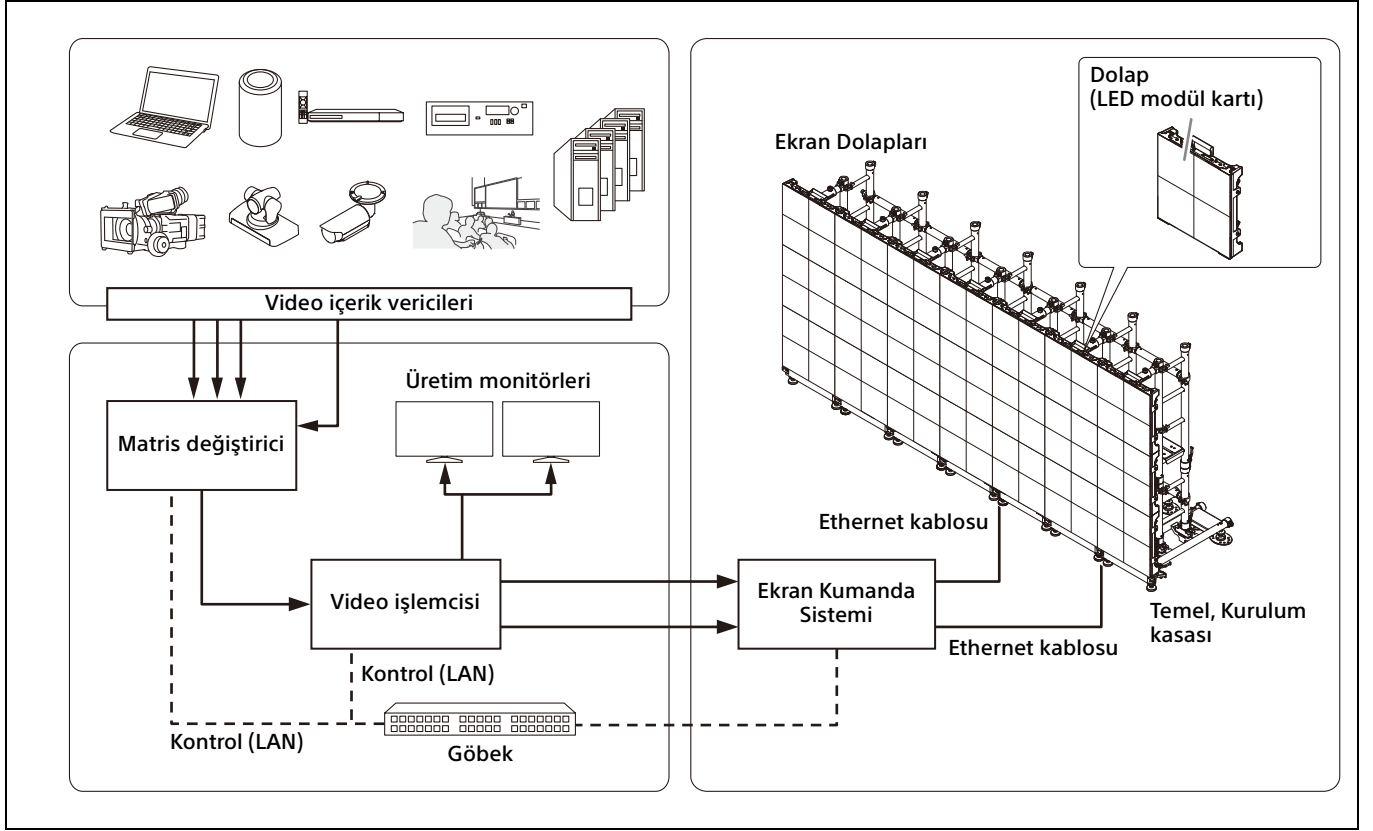 Dolap
(LED modül kartı)
Ekran Dolapları
Video içerik vericileri
Üretim monitörleri
Matris değiştirici
Ethernet kablosu
Video işlemcisi
Ekran Kumanda
Sistemi
Temel, Kurulum
kasası
Ethernet kablosu
Kontrol (LAN)
Kontrol (LAN)
Göbek